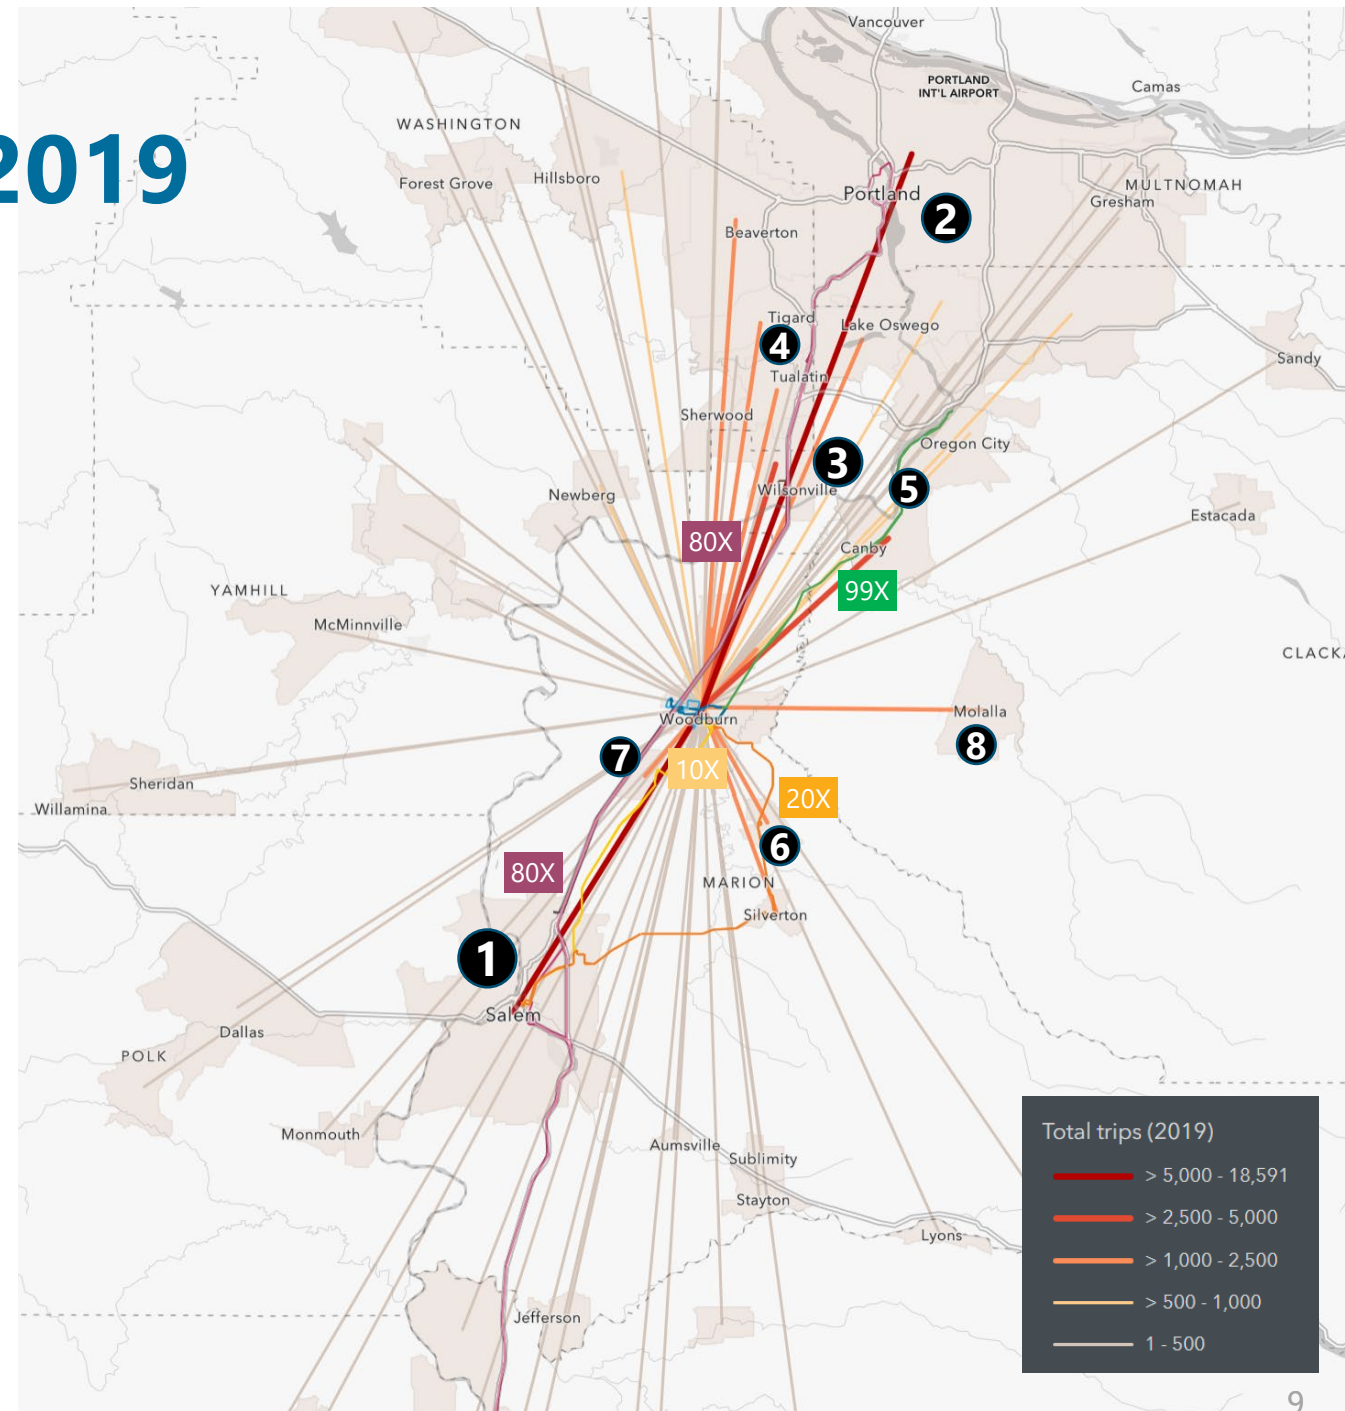 2019
Vancouver
PORTLAND
INT'L AIRPORT
Camas
WASHINGTON
Forest Grove
Hillsboro
Portland
MULTNOMAH
Gresham
2
Beaverton
Tigard
Lake Oswego
4
Tualatin
Sandy
Sherwood
Oregon City
3
Wilsonville
5
Newberg
Estacada
80X
Canby
99X
YAMHILL
McMinnville
CLACKA
Woodburn
Molalla
8
7
10X
20X
Sheridan
Willamina
6
80X
MARION
Silverton
1
Salem
Dallas
POLK
Monmouth
Aumsville
Sublimity
Stayton
Lyons
Jefferson
Total trips (2019)
> 5,000 - 18,591
> 2,500 - 5,000
> 1,000 - 2,500
> 500 - 1,000
1 - 500
9